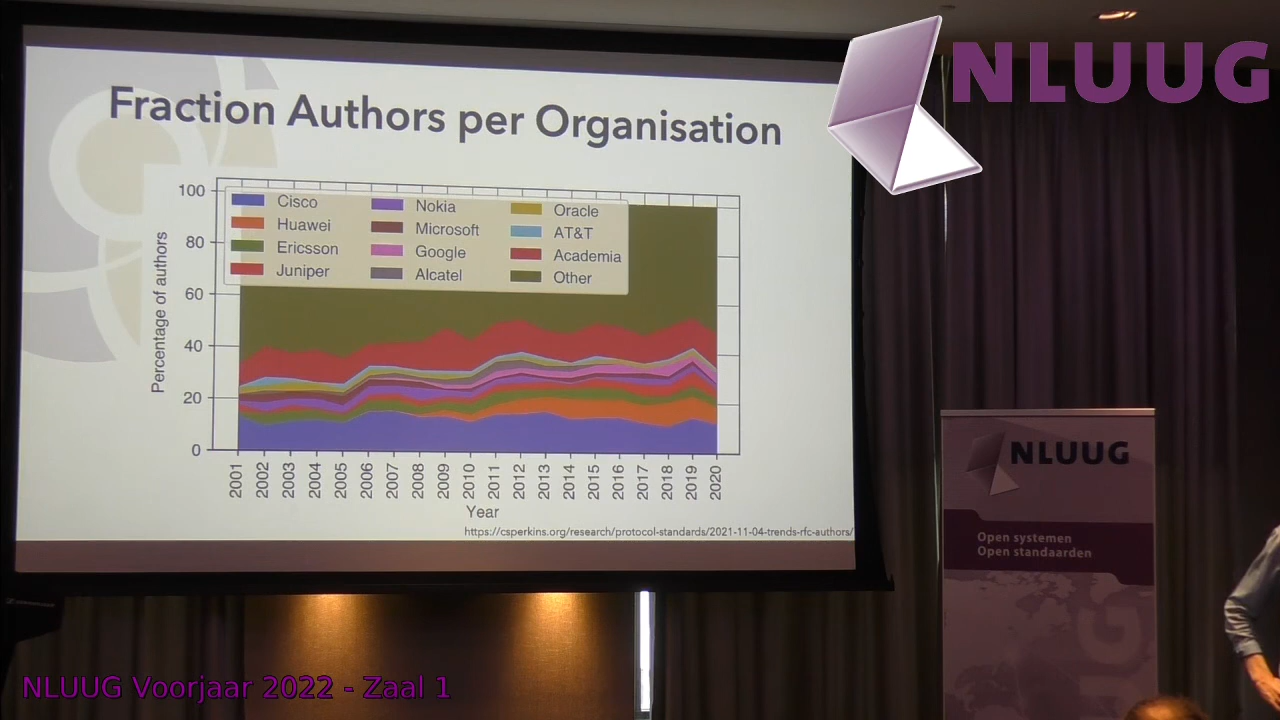 NLUUG
Fraction Authors per Organisation
Percentage of authors
100
80
60
40
20
0
Cisco
Huawei
Ericsson
Juniper
Nokia
Microsoft
Google
Alcatel
Oracle
AT&T
Academia
Other
2001 2002 2003 2004 2005 2006 2007 2008 2009 2010 2011 2012 2013 2014 2015 2016 2017 2018 2019 2020
Year
https://csperkins.org/research/protocol-standards/2021-11-04-trends-rfc-authors/
NLUUG
Open systemen
Open standaarden
NLUUG Voorjaar 2022 - Zaal 1